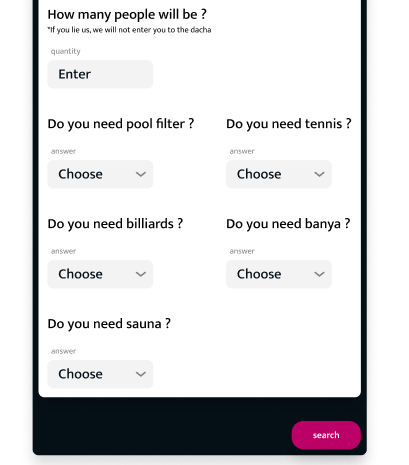 How many people will be ?
*If you lie us, we will not enter you to the dacha
quantity
Enter
Do you need pool filter ?
Do you need tennis ?
answer
answer
Choose
Choose
Do you need billiards ?
Do you need banya ?
answer
answer
Choose
Choose
Do you need sauna ?
answer
Choose
search